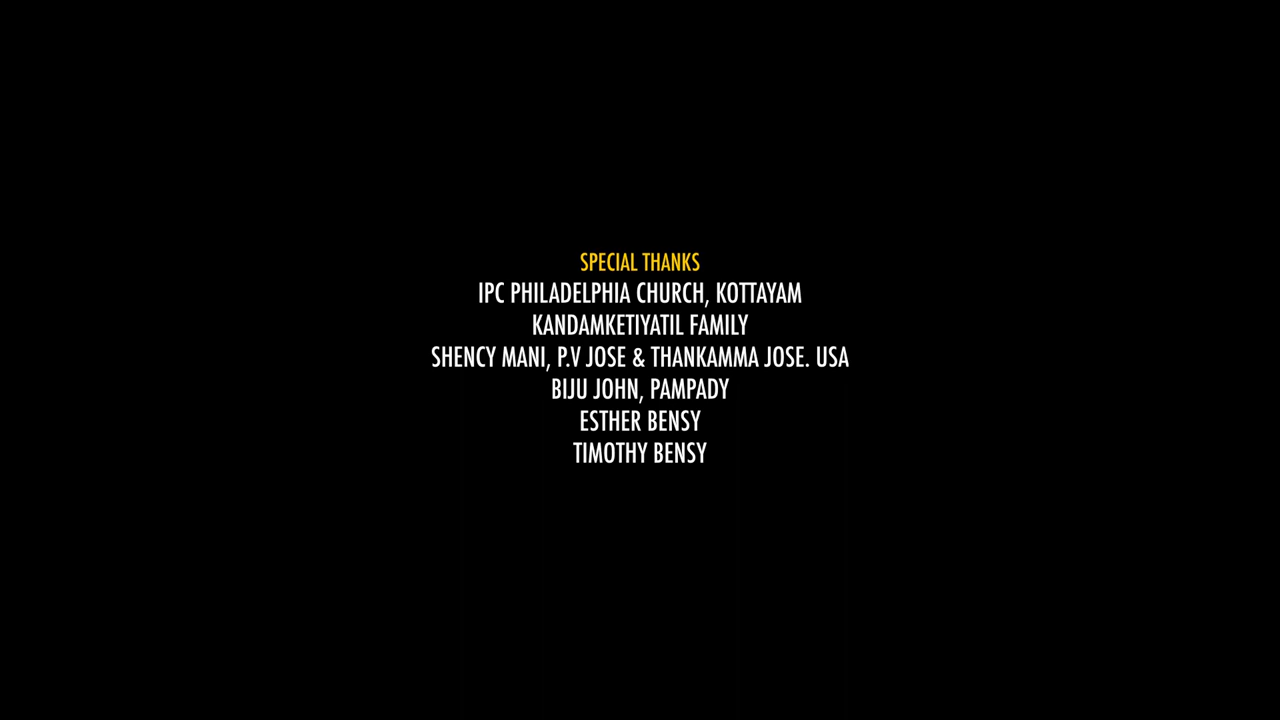 SPECIAL THANKS
IPC PHILADELPHIA CHURCH, KOTTAYAM
KANDAMKETIYATIL FAMILY
SHENCY MANI, P.V JOSE & THANKAMMA JOSE. USA
BIJU JOHN, PAMPADY
ESTHER BENSY
TIMOTHY BENSY